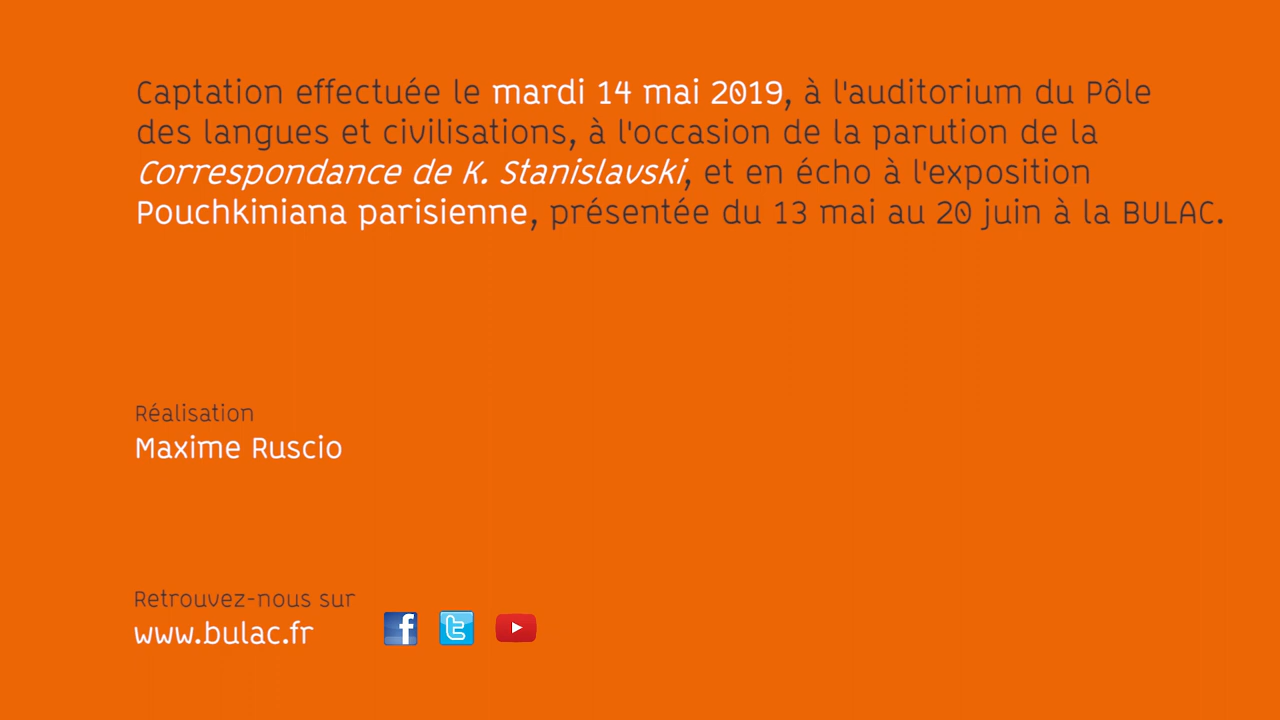 Captation effectuée le mardi 14 mai 2019, à l'auditorium du Pôle
des langues et civilisations, à l'occasion de la parution de la
Correspondance de K. Stanislavski, et en écho à l'exposition
Pouchkiniana parisienne, présentée du 13 mai au 20 juin à la BULAC.
Réalisation
Maxime Ruscio
Retrouvez-nous sur
www.bulac.fr